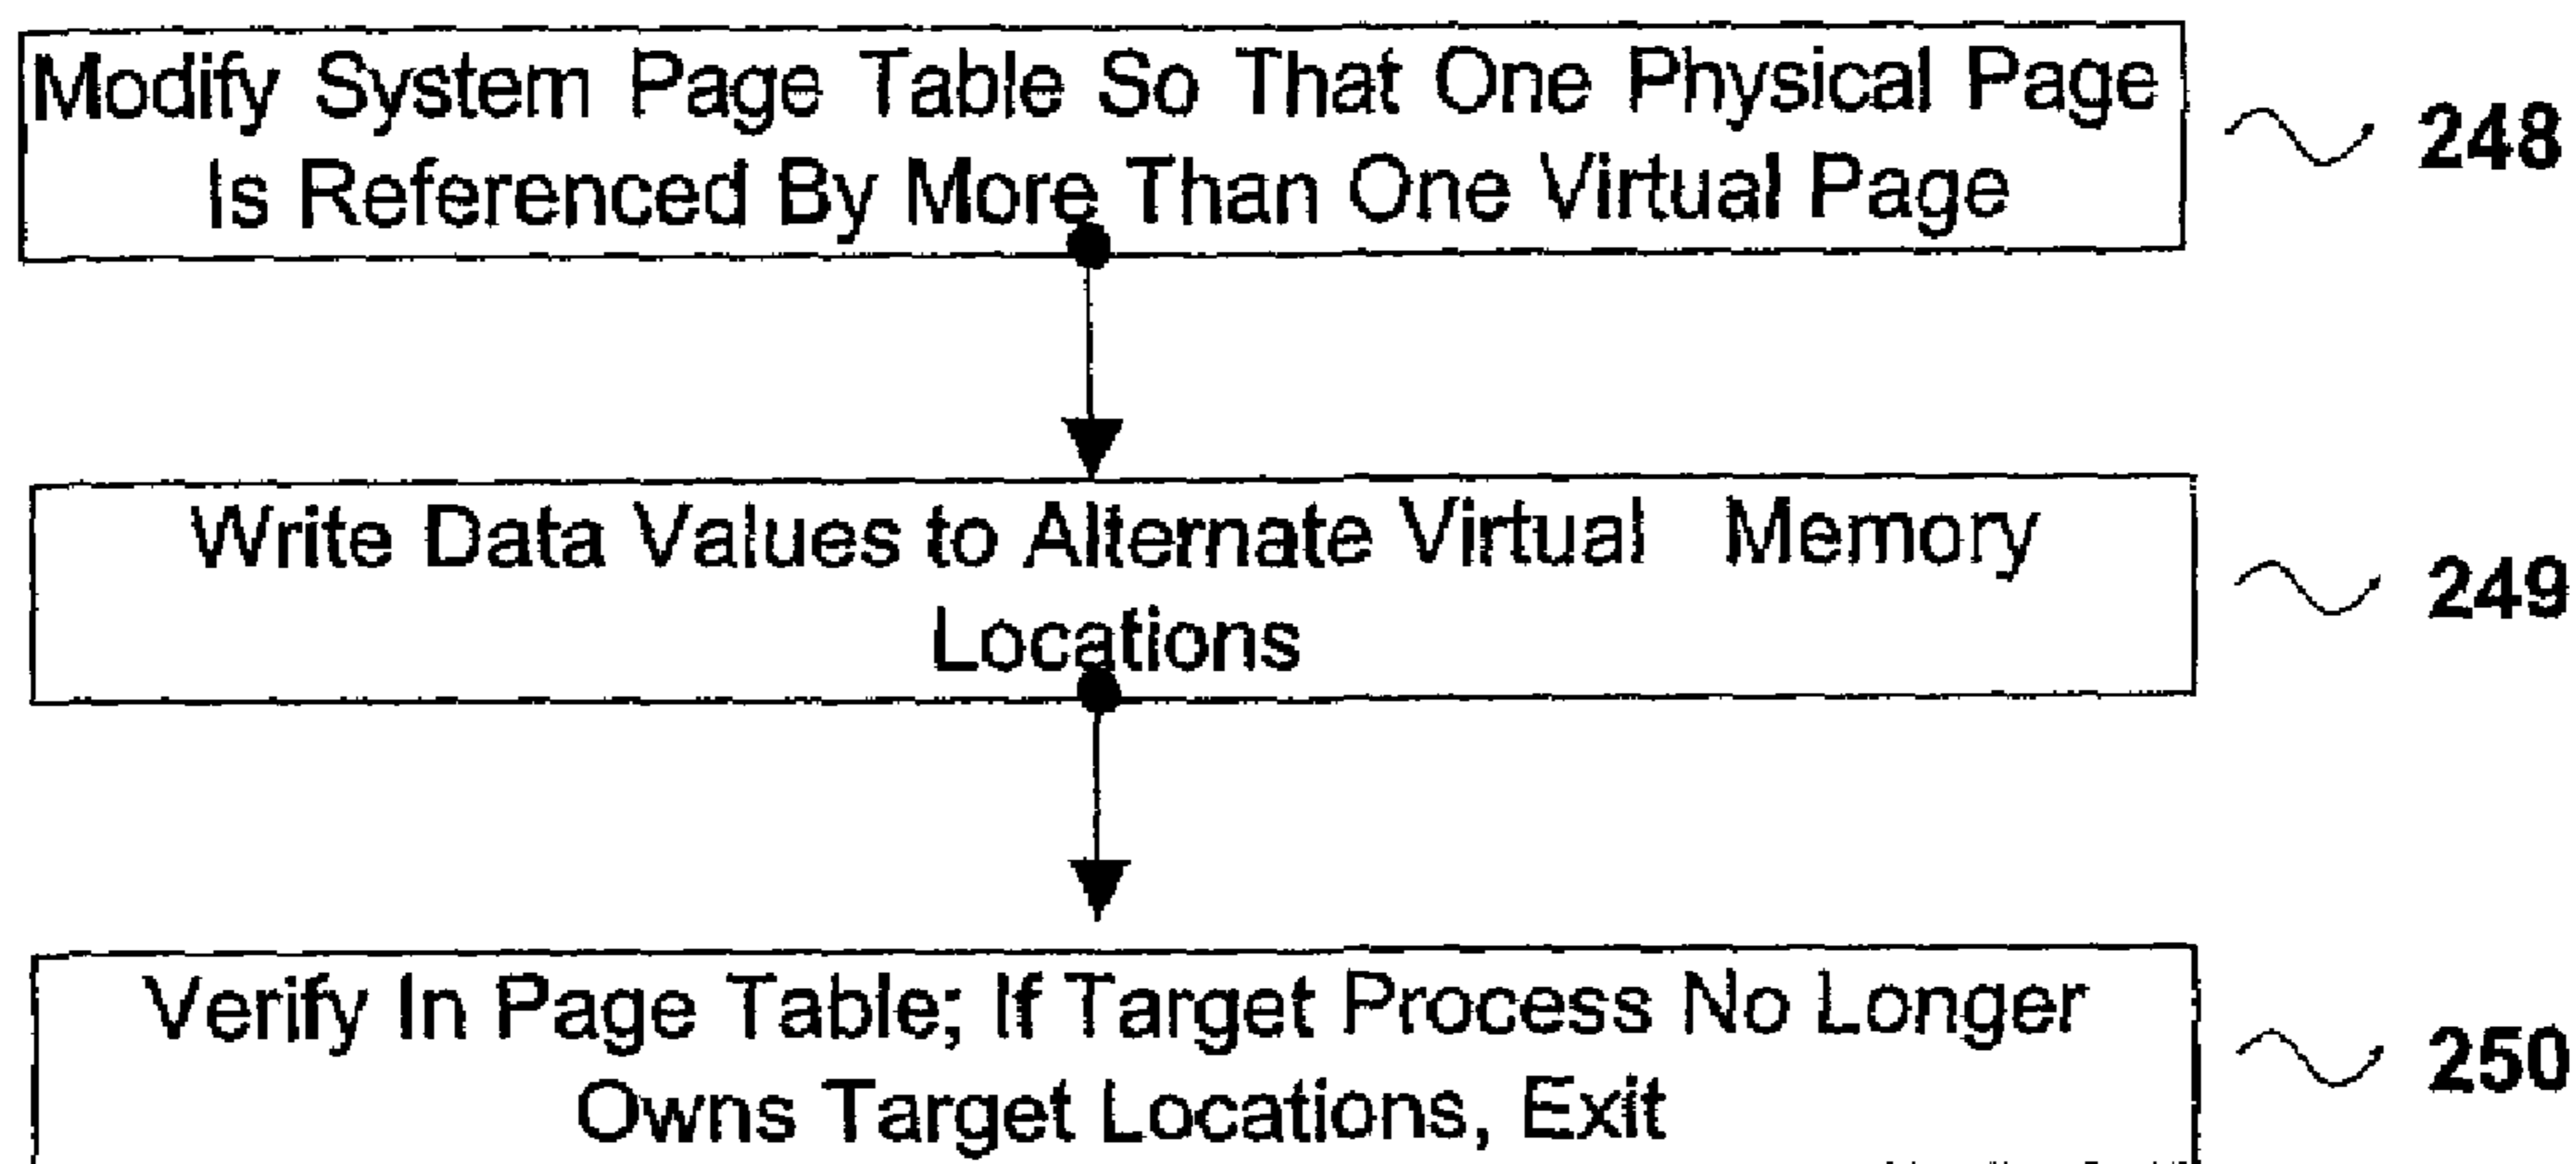 Modify System Page Table So That One Physical Page
Is Referenced By More Than One Virtual Page
248
Write Data Values to Alternate Virtual Memory
Locations
249
Verify In Page Table; If Target Process No Longer
Owns Target Locations, Exit
250